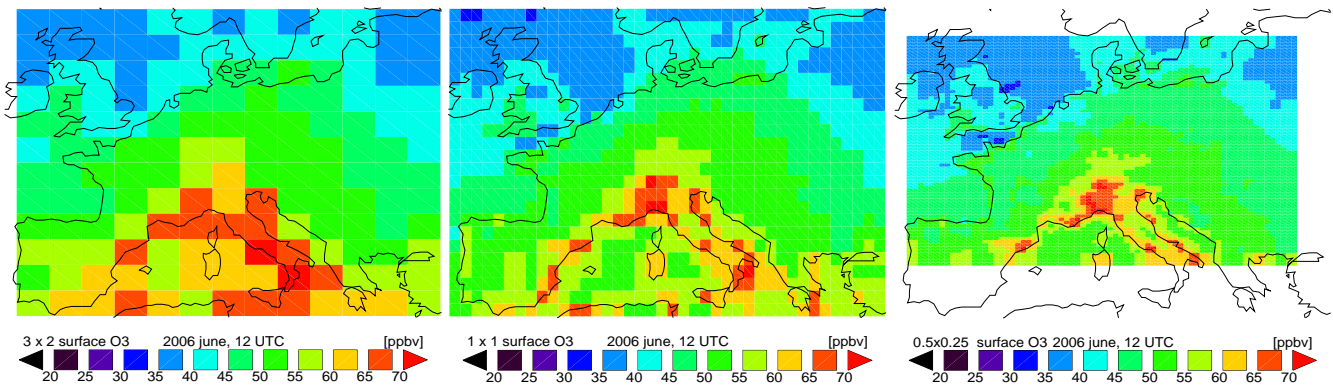 3 x 2 surface O3 2006 june, 12 UTC [ppbv]
20 25 30 35 40 45 50 55 60 65 70
1 x 1 surface O3 2006 june, 12 UTC [ppbv]
20 25 30 35 40 45 50 55 60 65 70
0.5x0.25 surface O3 2006 june, 12 UTC [ppbv]
20 25 30 35 40 45 50 55 60 65 70